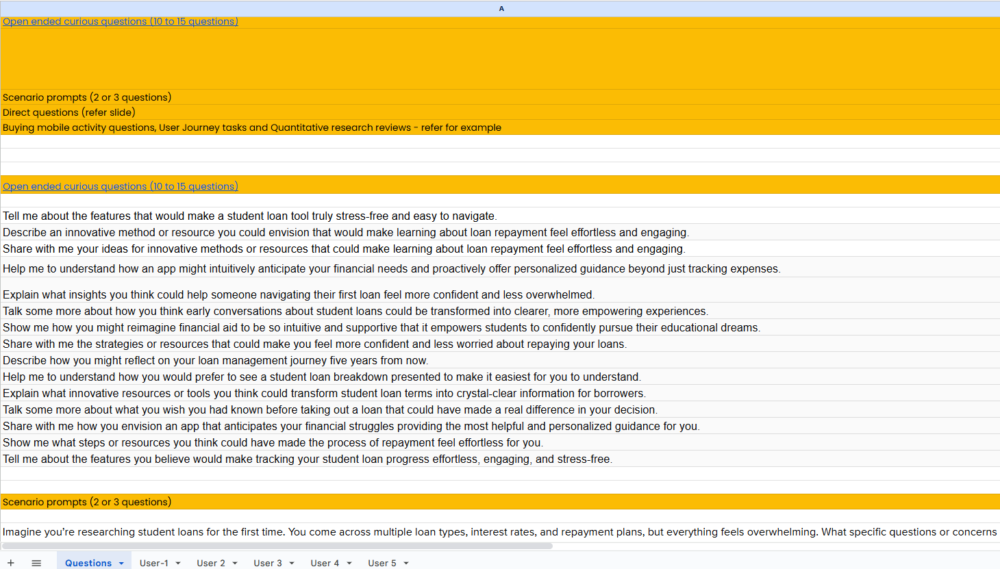 A
Open ended curious questions (10 to 15 questions)
Scenario prompts (2 or 3 questions)
Direct questions (refer slide)
Buying mobile activity questions, User Journey tasks and Quantitative research reviews - refer for example
Open ended curious questions (10 to 15 questions)
Tell me about the features that would make a student loan tool truly stress-free and easy to navigate.
Describe an innovative method or resource you could envision that would make learning about loan repayment feel effortless and engaging.
Share with me your ideas for innovative methods or resources that could make learning about loan repayment feel effortless and engaging.
Help me to understand how an app might intuitively anticipate your financial needs and proactively offer personalized guidance beyond just tracking expenses.
Explain what insights you think could help someone navigating their first loan feel more confident and less overwhelmed.
Talk some more about how you think early conversations about student loans could be transformed into clearer, more empowering experiences.
Show me how you might reimagine financial aid to be so intuitive and supportive that it empowers students to confidently pursue their educational dreams.
Share with me the strategies or resources that could make you feel more confident and less worried about repaying your loans.
Describe how you might reflect on your loan management journey five years from now.
Help me to understand how you would prefer to see a student loan breakdown presented to make it easiest for you to understand.
Explain what innovative resources or tools you think could transform student loan terms into crystal-clear information for borrowers.
Talk some more about what you wish you had known before taking out a loan that could have made a real difference in your decision.
Share with me how you envision an app that anticipates your financial struggles providing the most helpful and personalized guidance for you.
Show me what steps or resources you think could have made the process of repayment feel effortless for you.
Tell me about the features you believe would make tracking your student loan progress effortless, engaging, and stress-free.
Scenario prompts (2 or 3 questions)
Imagine you’re researching student loans for the first time. You come across multiple loan types, interest rates, and repayment plans, but everything feels overwhelming. What specific questions or concerns
Questions User-1 User 2 User 3 User 4 User 5